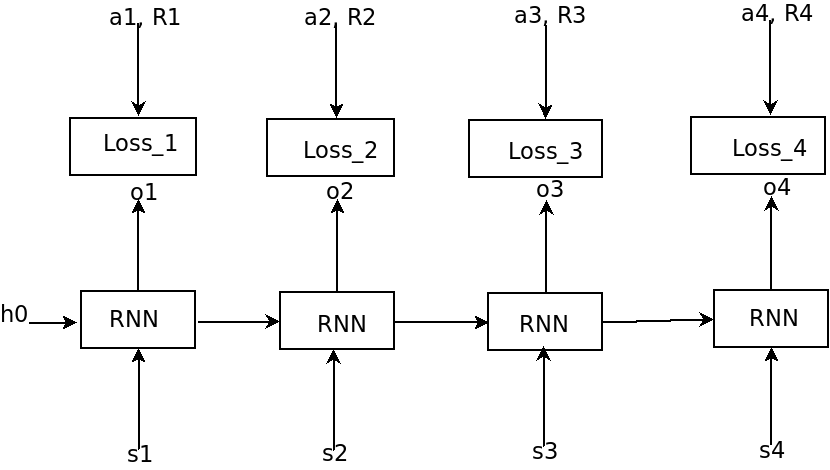 a1, R1 a2, R2 a3, R3 a4, R4
Loss_1 Loss_2 Loss_3 Loss_4
o1 o2 o3 o4
h0 RNN RNN RNN RNN
s1 s2 s3 s4